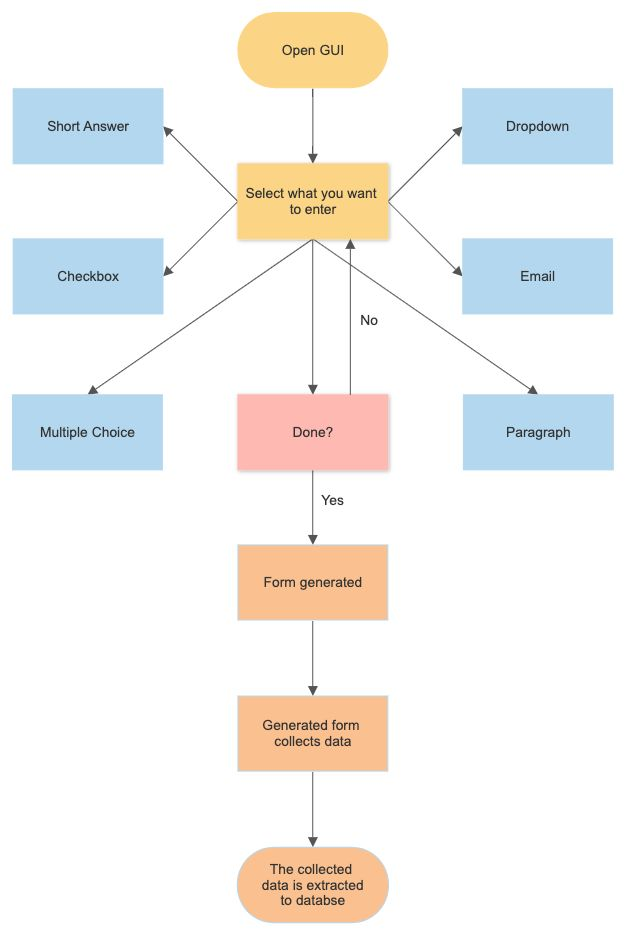 Open GUI
Short Answer
Dropdown
Select what you want
to enter
Checkbox
Email
No
Multiple Choice
Done?
Paragraph
Yes
Form generated
Generated form
collects data
The collected
data is extracted
to databse